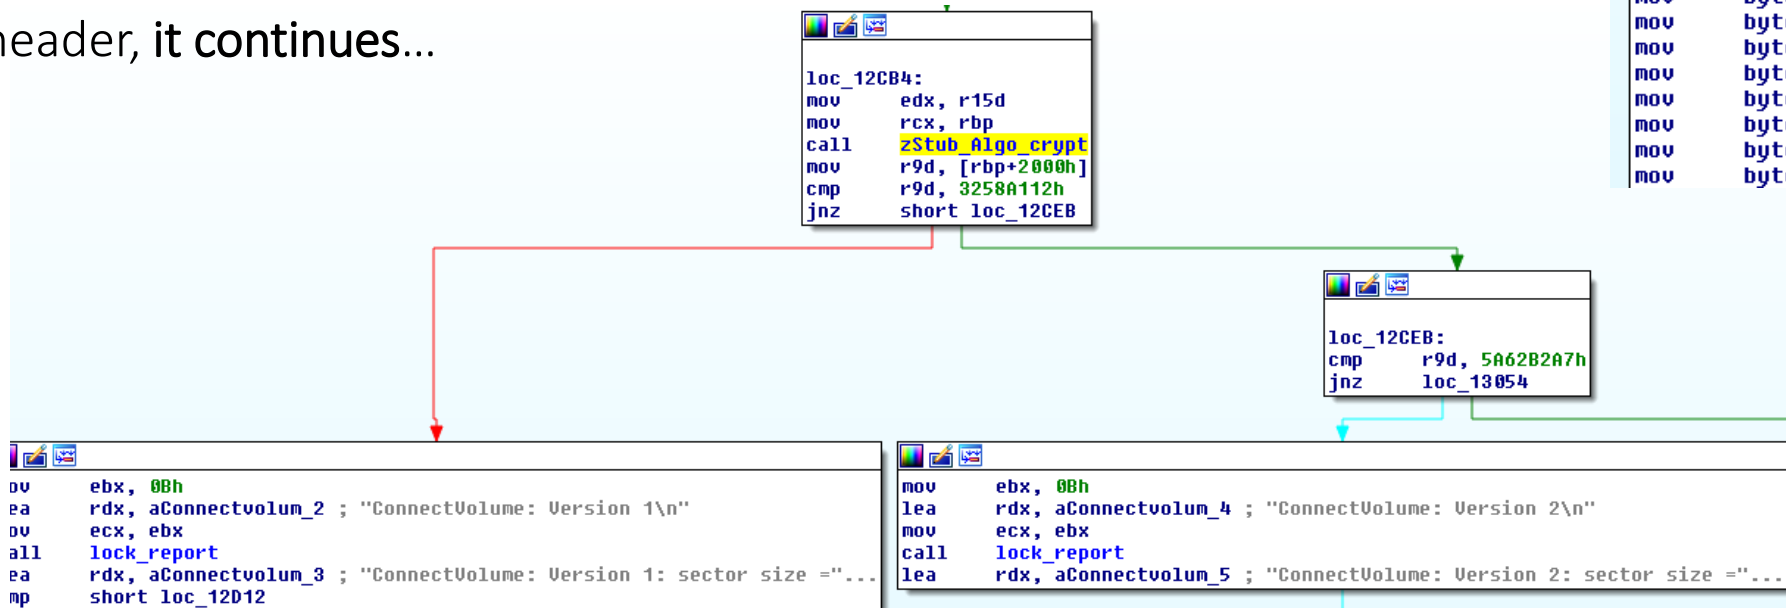 header, it continues...
loc_12CB4:
mov edx, r15d
mov rcx, rbp
call zStub_Algo_crypt
mov r9d, [rbp+2000h]
cmp r9d, 3258A112h
jnz short loc_12CEB
mov
mov
mov
mov
mov
mov
mov
loc_12CEB:
cmp r9d, 5A62B2A7h
jnz loc_13054
ebx, 0Bh
rdx, aConnectvolum_2 ; "ConnectVolume: Version 1\n"
ecx, ebx
lock_report
rdx, aConnectvolum_3 ; "ConnectVolume: Version 1: sector size ="...
short loc_12D12
mov ebx, 0Bh
lea rdx, aConnectvolum_4 ; "ConnectVolume: Version 2\n"
mov ecx, ebx
call lock_report
lea rdx, aConnectvolum_5 ; "ConnectVolume: Version 2: sector size ="...